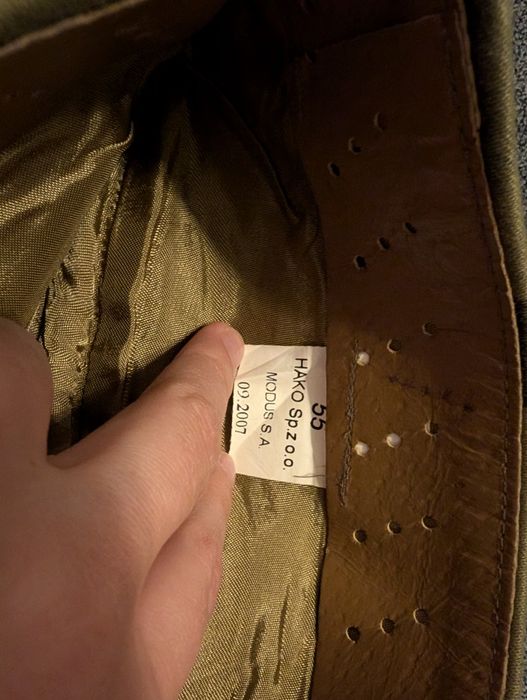 55
HAKO Sp.z o.o.
MODUS S.A.
09.2007